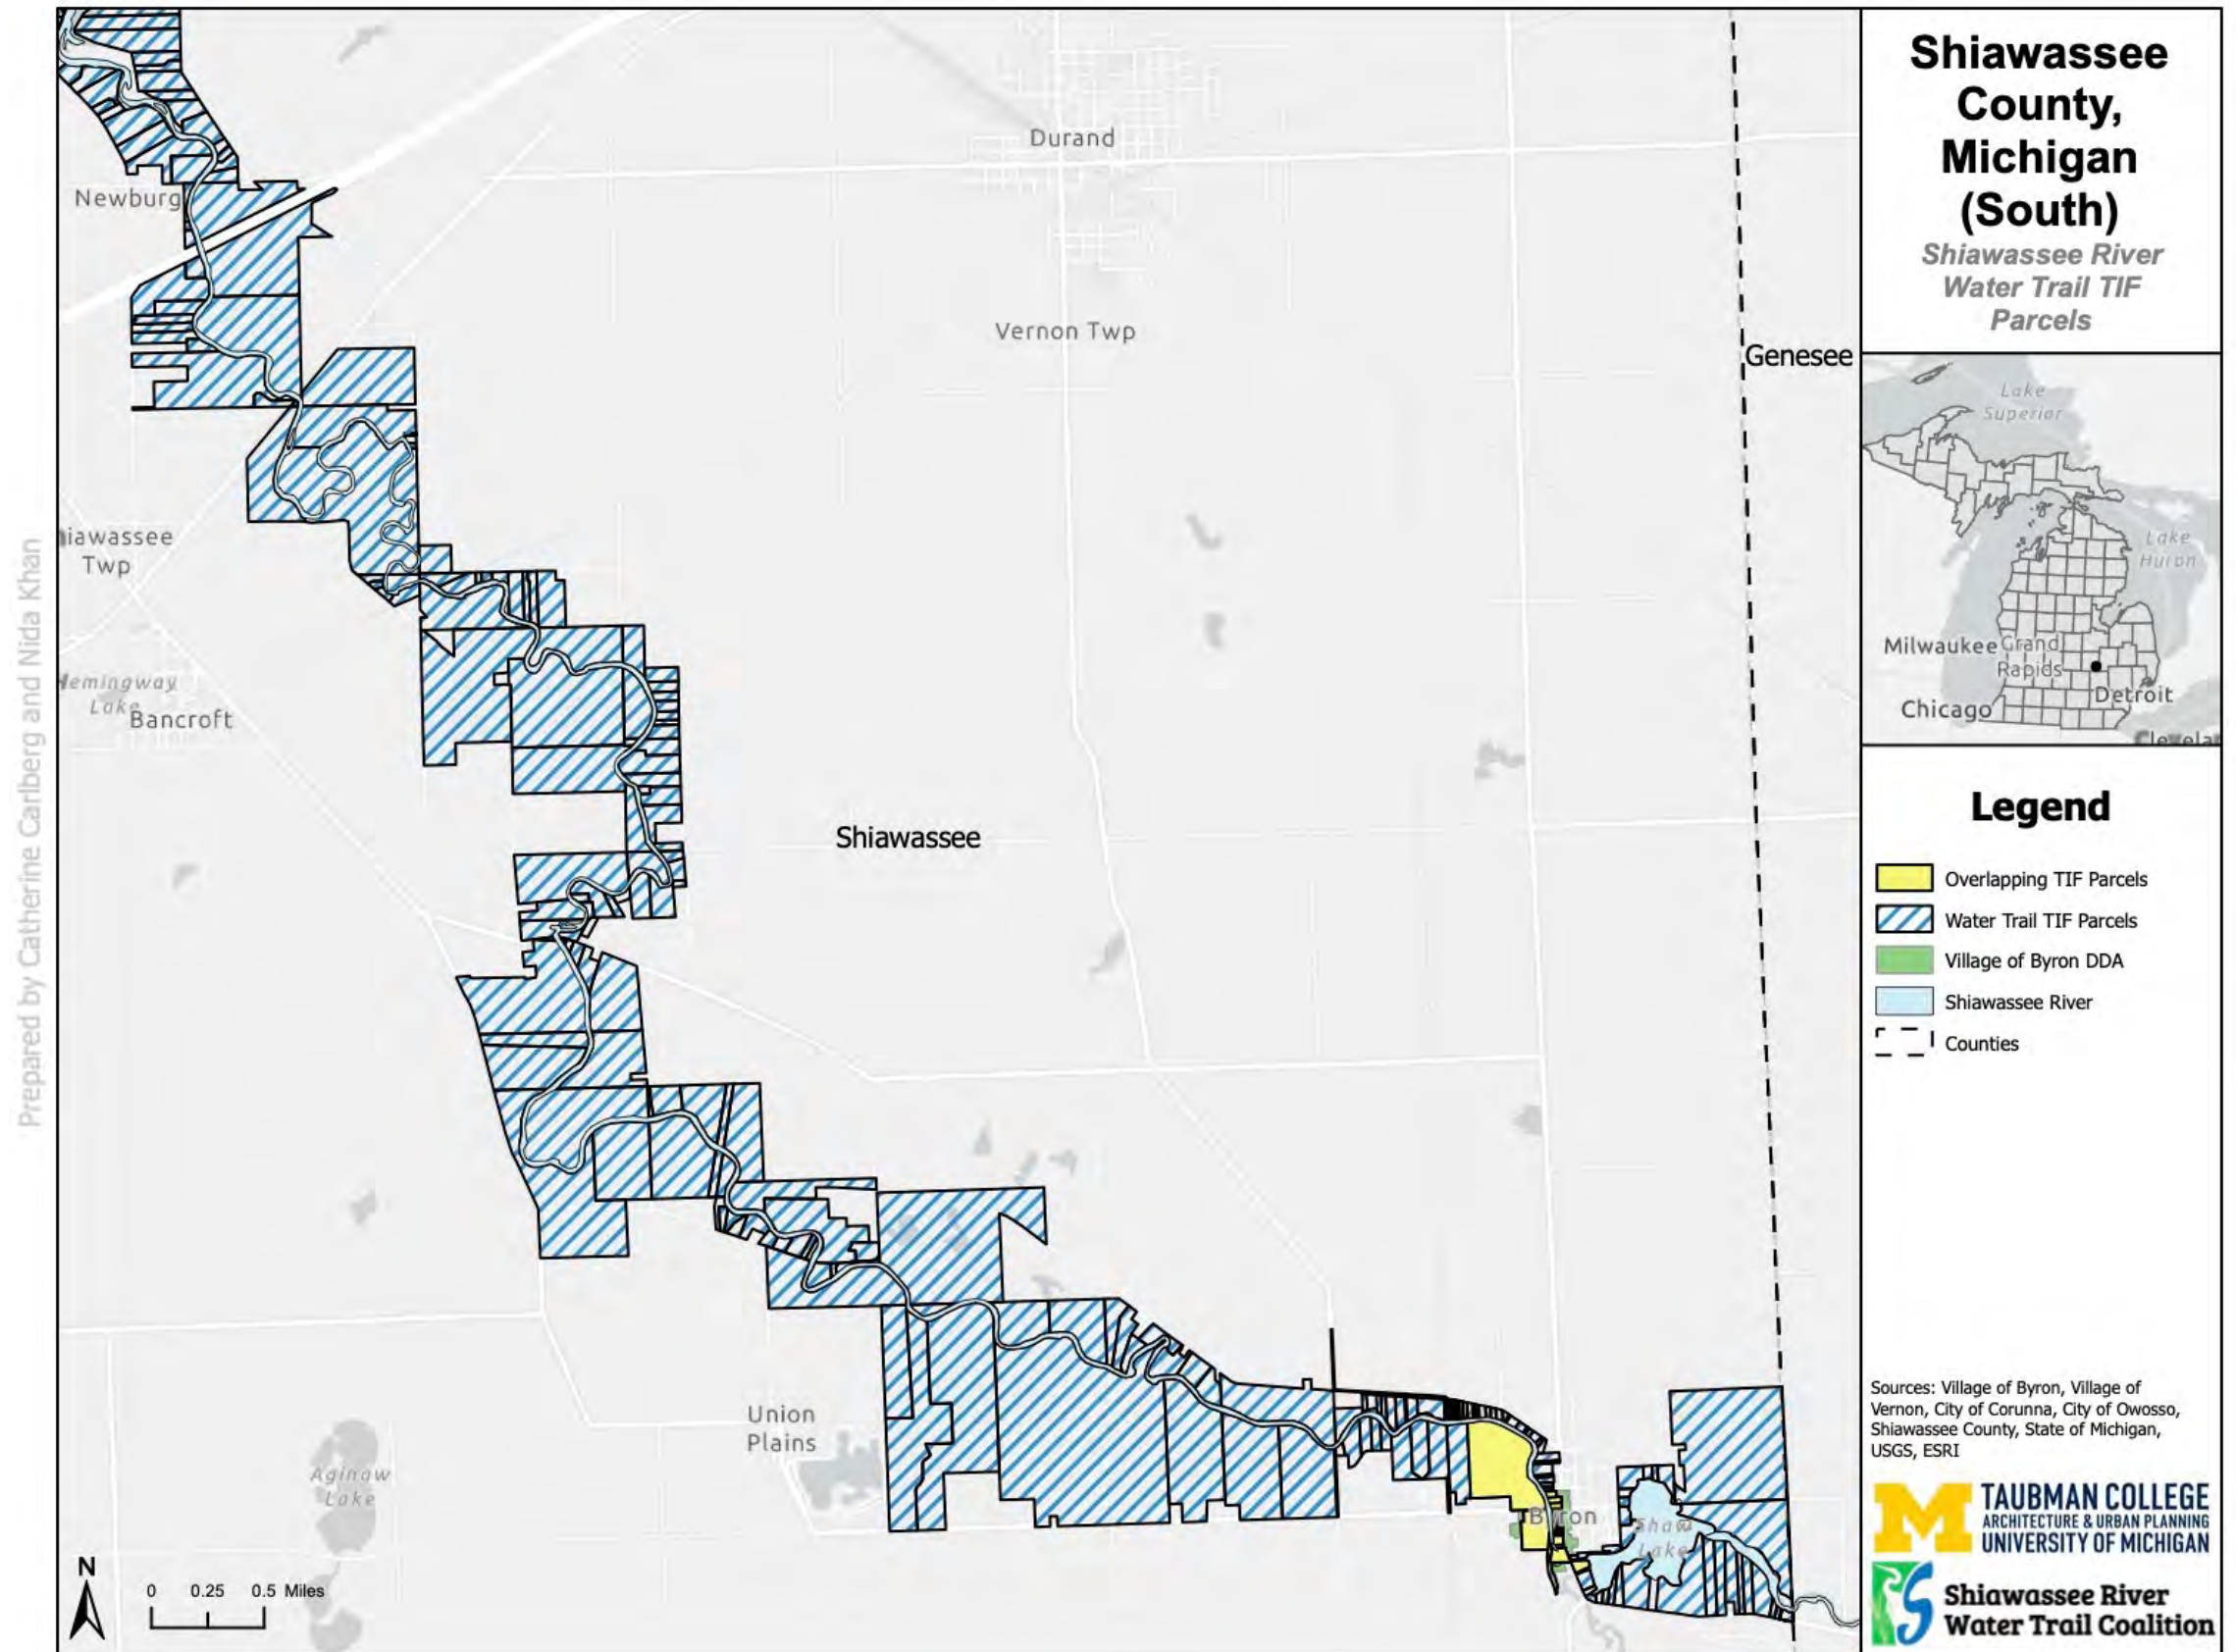 Shiawassee
County,
Michigan
(South)
Shiawassee River
Water Trail TIF
Parcels
Lake
Superior
Lake
Huron
Milwaukee
Grand
Rapids
Detroit
Chicago
Clevela
Legend
Overlapping TIF Parcels
Water Trail TIF Parcels
Village of Byron DDA
Shiawassee River
Counties
Sources: Village of Byron, Village of
Vernon, City of Corunna, City of Owosso,
Shiawassee County, State of Michigan,
USGS, ESRI
M TAUBMAN COLLEGE
ARCHITECTURE & URBAN PLANNING
UNIVERSITY OF MICHIGAN
Shiawassee River
Water Trail Coalition
Durand
Newburg
Vernon Twp
Genesee
iawassee
Twp
Hemingway
Lake
Bancroft
Shiawassee
Union
Plains
Aginaw
Lake
Byron
Shaw
Lake
N
0 0.25 0.5 Miles
Prepared by Catherine Carlberg and Nida Khan